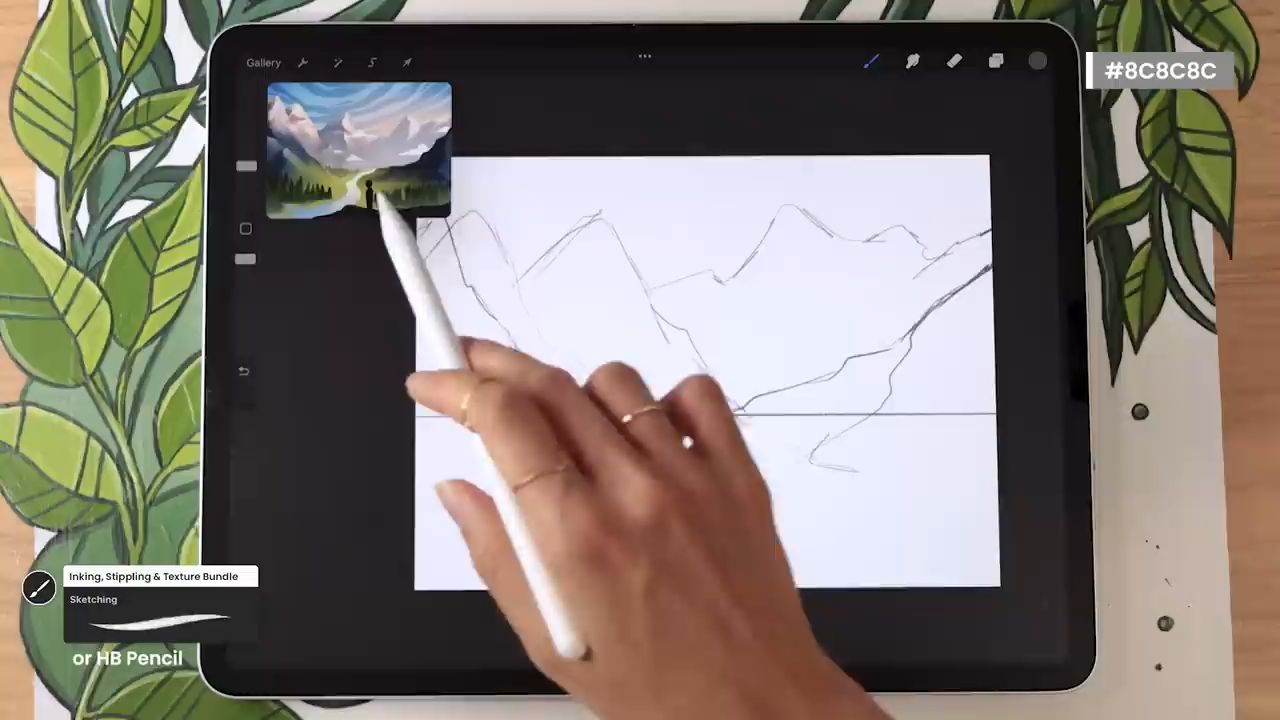 Gallery
#8C8C8C
Inking, Stippling & Texture Bundle
Sketching
or HB Pencil